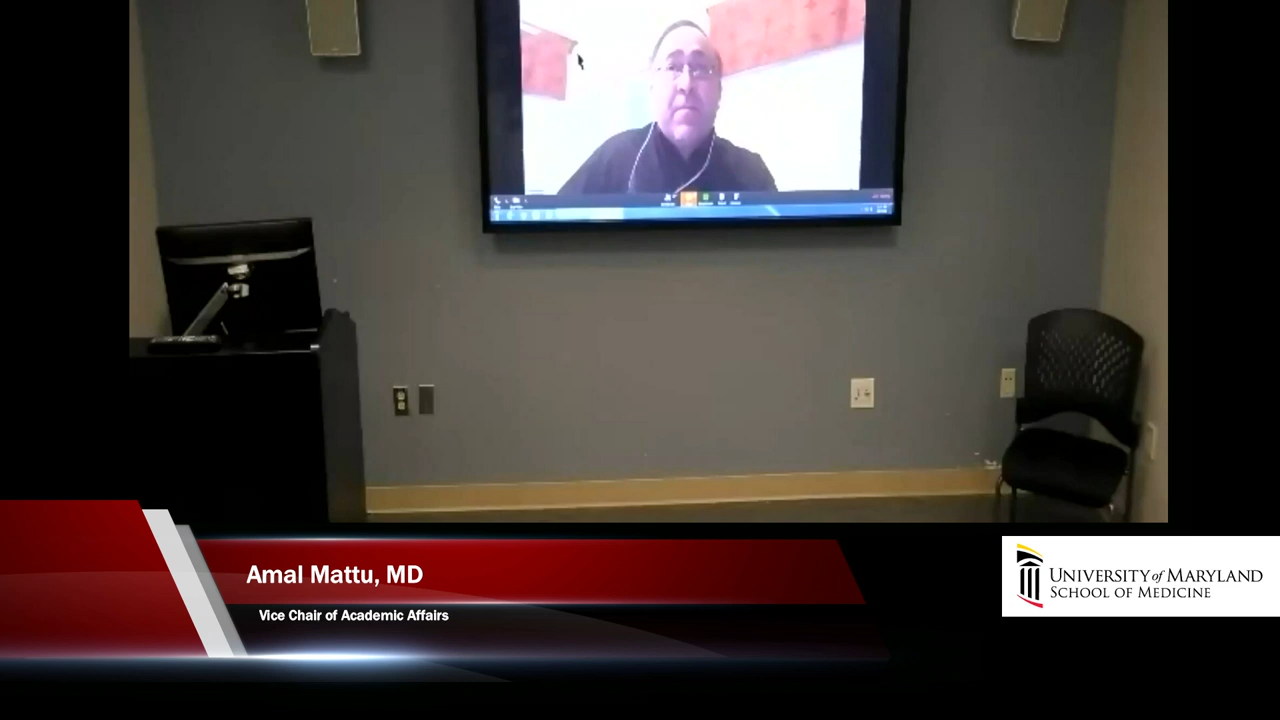 Amal Mattu, MD
Vice Chair of Academic Affairs
UNIVERSITY of MARYLAND
SCHOOL OF MEDICINE